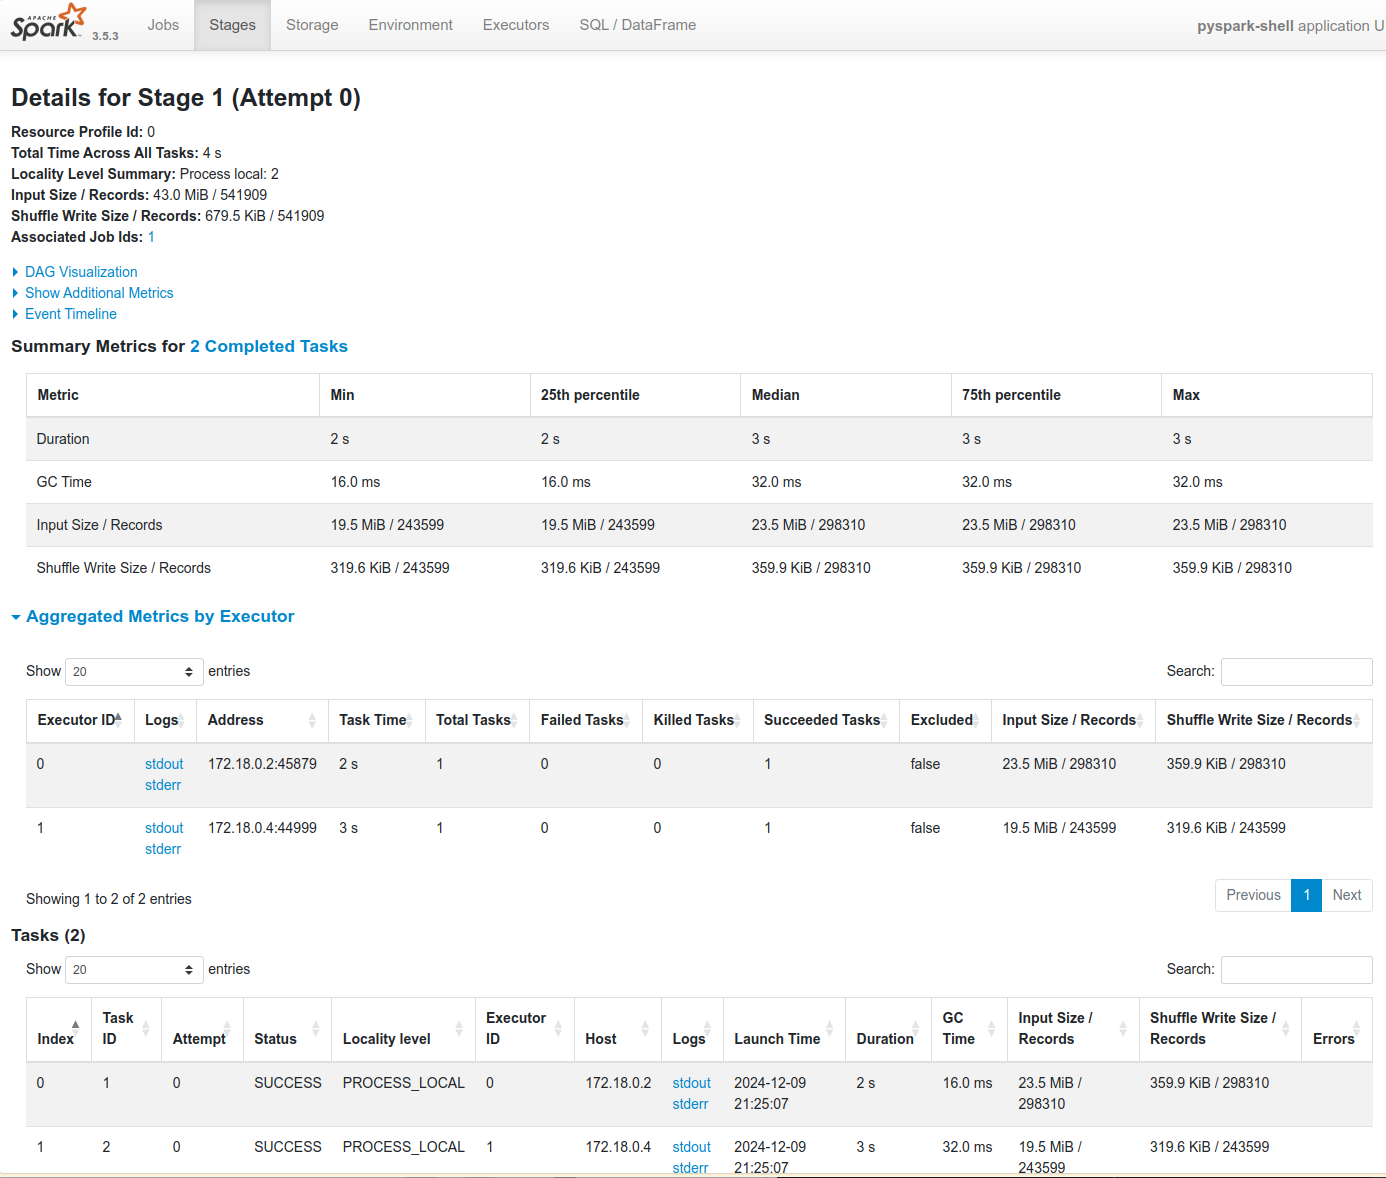 APACHE Spark 3.5.3 Jobs Stages Storage Environment Executors SQL / DataFrame pyspark-shell application U
Details for Stage 1 (Attempt 0)
Resource Profile Id: 0
Total Time Across All Tasks: 4 s
Locality Level Summary: Process local: 2
Input Size / Records: 43.0 MiB / 541909
Shuffle Write Size / Records: 679.5 KiB / 541909
Associated Job Ids: 1
DAG Visualization
Show Additional Metrics
Event Timeline
Summary Metrics for 2 Completed Tasks
Metric Min 25th percentile Median 75th percentile Max
Duration 2 s 2 s 3 s 3 s 3 s
GC Time 16.0 ms 16.0 ms 32.0 ms 32.0 ms 32.0 ms
Input Size / Records 19.5 MiB / 243599 19.5 MiB / 243599 23.5 MiB / 298310 23.5 MiB / 298310 23.5 MiB / 298310
Shuffle Write Size / Records 319.6 KiB / 243599 319.6 KiB / 243599 359.9 KiB / 298310 359.9 KiB / 298310 359.9 KiB / 298310
Aggregated Metrics by Executor
Show 20 entries Search:
Executor ID Logs Address Task Time Total Tasks Failed Tasks Killed Tasks Succeeded Tasks Excluded Input Size / Records Shuffle Write Size / Records
0 stdout 172.18.0.2:45879 2 s 1 0 0 1 false 23.5 MiB / 298310 359.9 KiB / 298310
stderr
1 stdout 172.18.0.4:44999 3 s 1 0 0 1 false 19.5 MiB / 243599 319.6 KiB / 243599
stderr
Showing 1 to 2 of 2 entries Previous 1 Next
Tasks (2)
Show 20 entries Search:
Task Executor GC Input Size / Shuffle Write Size /
Index ID Attempt Status Locality level ID Host Logs Launch Time Duration Time Records Records Errors
0 1 0 SUCCESS PROCESS_LOCAL 0 172.18.0.2 stdout 2024-12-09 2 s 16.0 ms 23.5 MiB / 359.9 KiB / 298310
stderr 21:25:07 298310
1 2 0 SUCCESS PROCESS_LOCAL 1 172.18.0.4 stdout 2024-12-09 3 s 32.0 ms 19.5 MiB / 319.6 KiB / 243599
stderr 21:25:07 243599